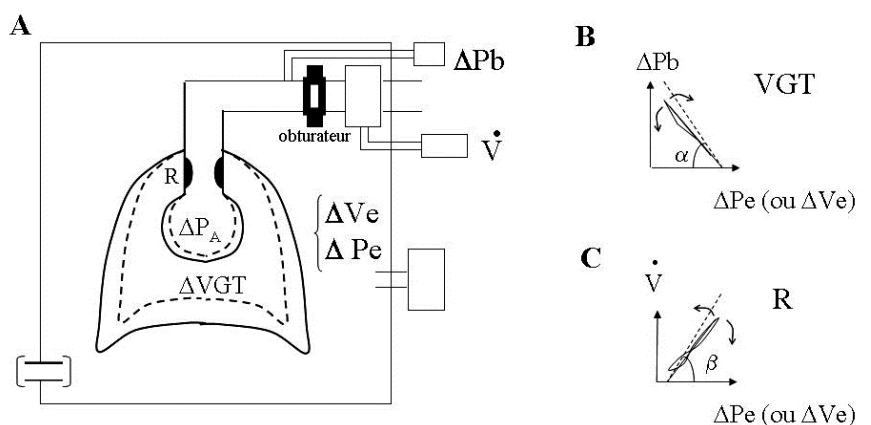 A
ΔPb
obturateur
V̇
R
ΔP_A
ΔVe
Δ Pe
ΔVGT
B
ΔPb
VGT
α
ΔPe (ou ΔVe)
C
V̇
R
β
ΔPe (ou ΔVe)